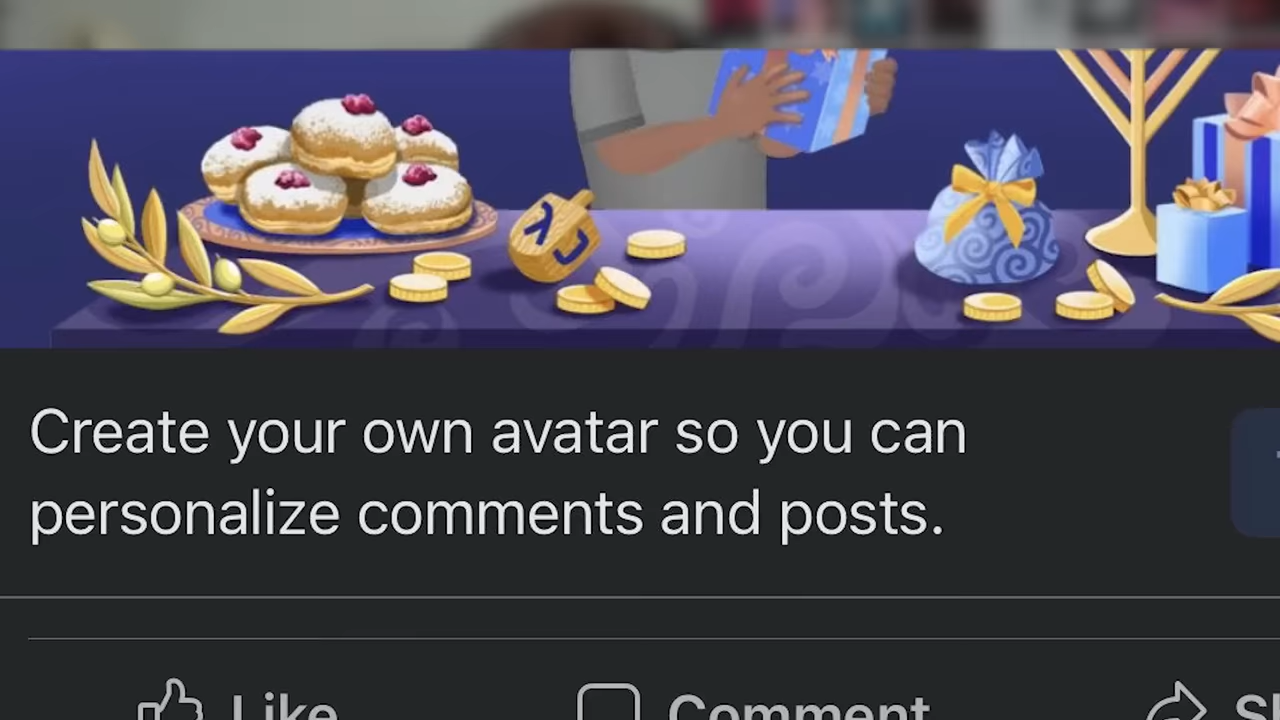 ג נ
Create your own avatar so you can
personalize comments and posts.
Like Comment